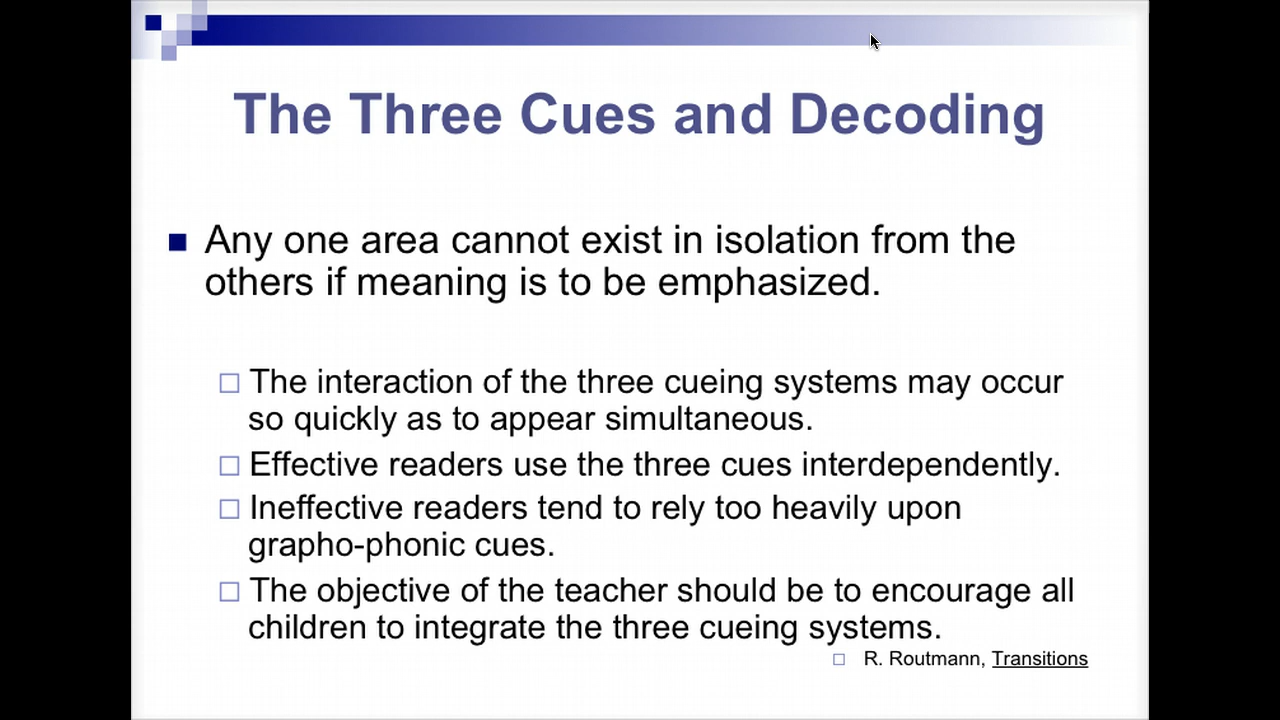 The Three Cues and Decoding
Any one area cannot exist in isolation from the
others if meaning is to be emphasized.
The interaction of the three cueing systems may occur
so quickly as to appear simultaneous.
Effective readers use the three cues interdependently.
Ineffective readers tend to rely too heavily upon
grapho-phonic cues.
The objective of the teacher should be to encourage all
children to integrate the three cueing systems.
R. Routmann, Transitions